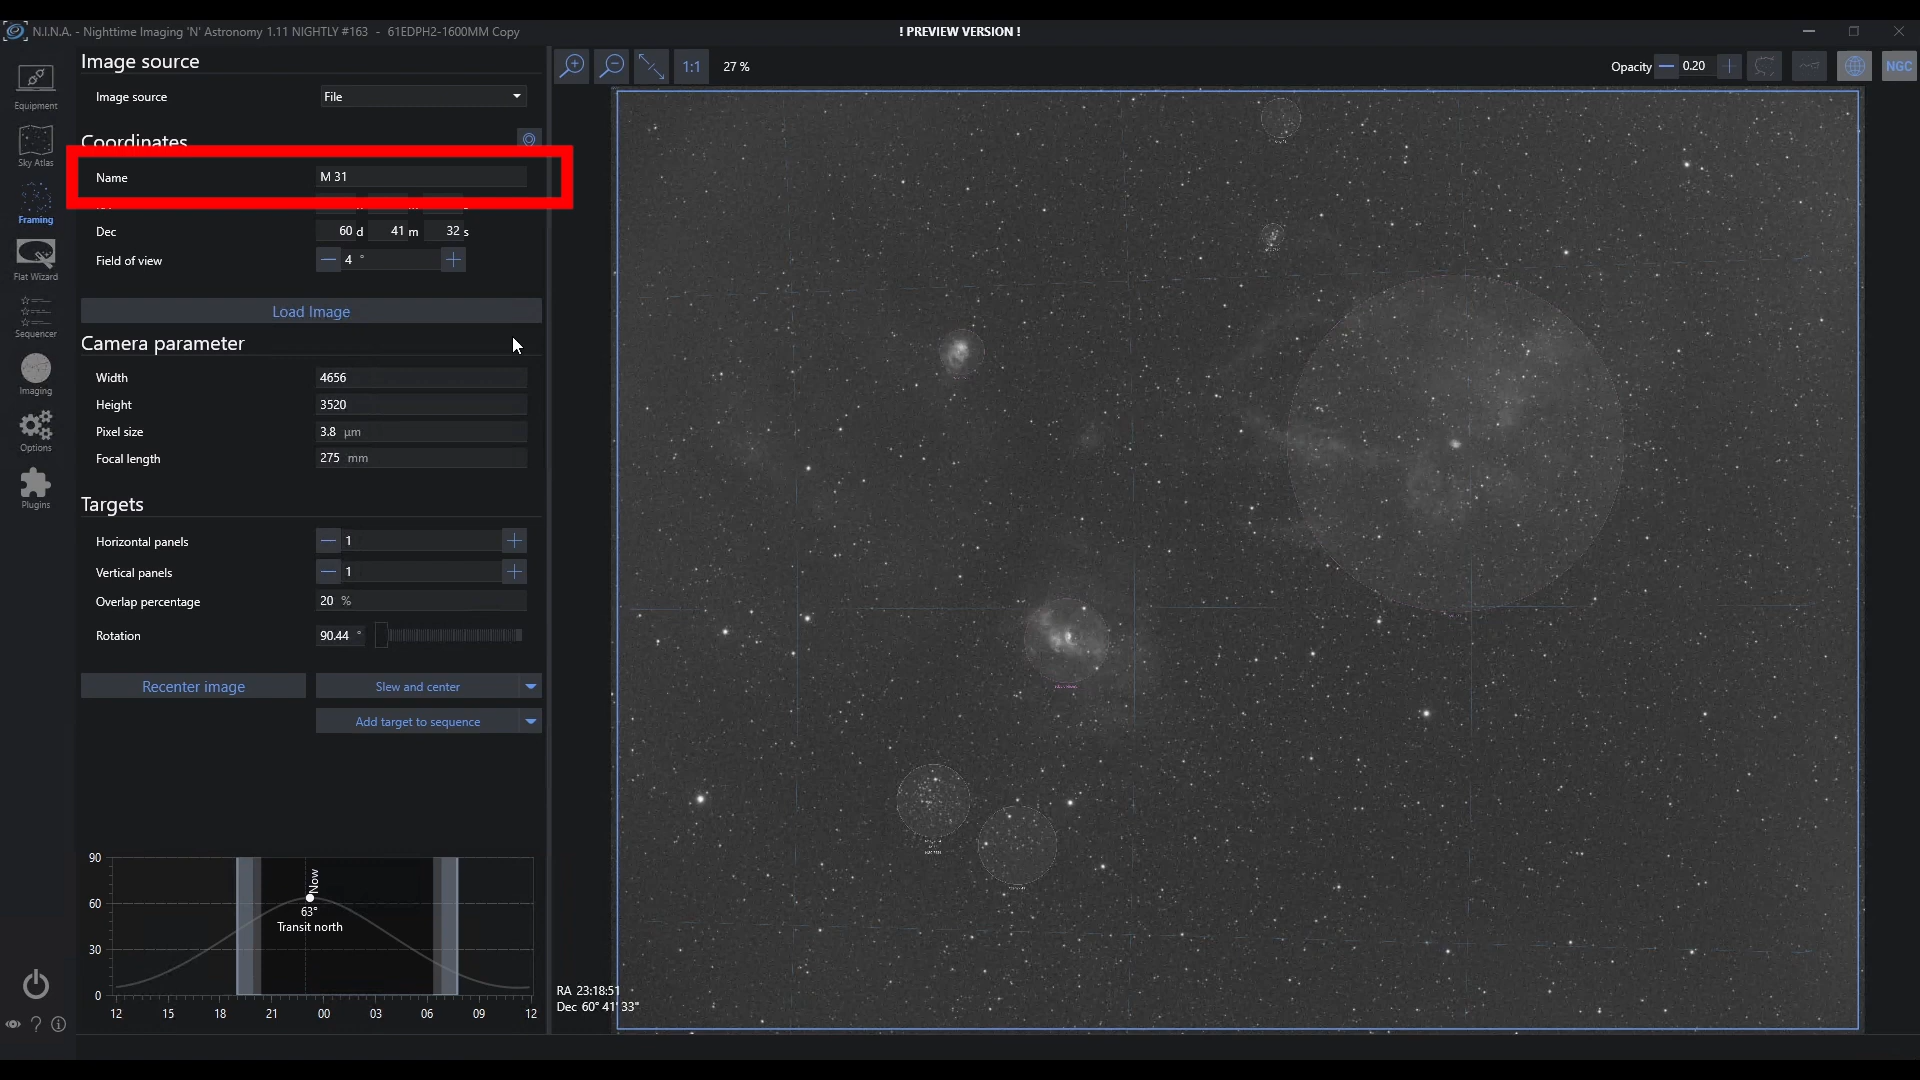 N.I.N.A. - Nighttime Imaging 'N' Astronomy 1.11 NIGHTLY #163 - 61EDPH2-1600MM Copy
! PREVIEW VERSION !
Equipment
Sky Atlas
Framing
Flat Wizard
Sequencer
Imaging
Options
Plugins
Image source
Image source File
Coordinates
Name M 31
Dec 60 d 41 m 32 s
Field of view 4 °
Load Image
Camera parameter
Width 4656
Height 3520
Pixel size 3.8 µm
Focal length 275 mm
Targets
Horizontal panels 1
Vertical panels 1
Overlap percentage 20 %
Rotation 90.44 °
Recenter image
Slew and center
Add target to sequence
90
60
30
0
Now
63°
Transit north
12 15 18 21 00 03 06 09 12
1:1
27 %
Opacity 0.20
NGC
RA 23:18:51
Dec 60° 41' 33"